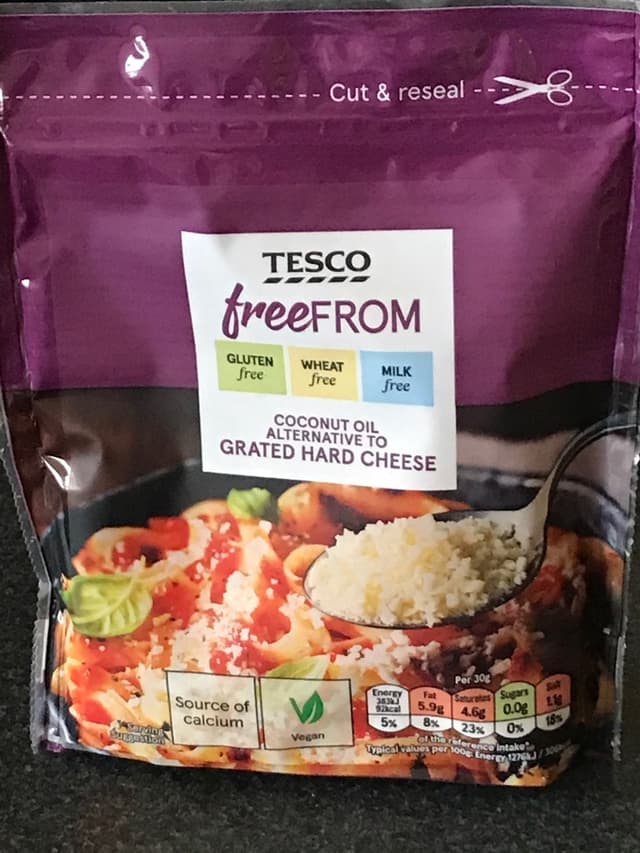 Cut & reseal
TESCO
freeFROM
GLUTEN free
WHEAT free
MILK free
COCONUT OIL
ALTERNATIVE TO
GRATED HARD CHEESE
Source of
calcium
Vegan
Serving
Suggestion
Per 30g
Energy 383kJ 92kcal 5%
Fat 5.9g 8%
Saturates 4.6g 23%
Sugars 0.0g 0%
Salt 1.1g 18%
of the reference intake*
Typical values per 100g: Energy 1276kJ /